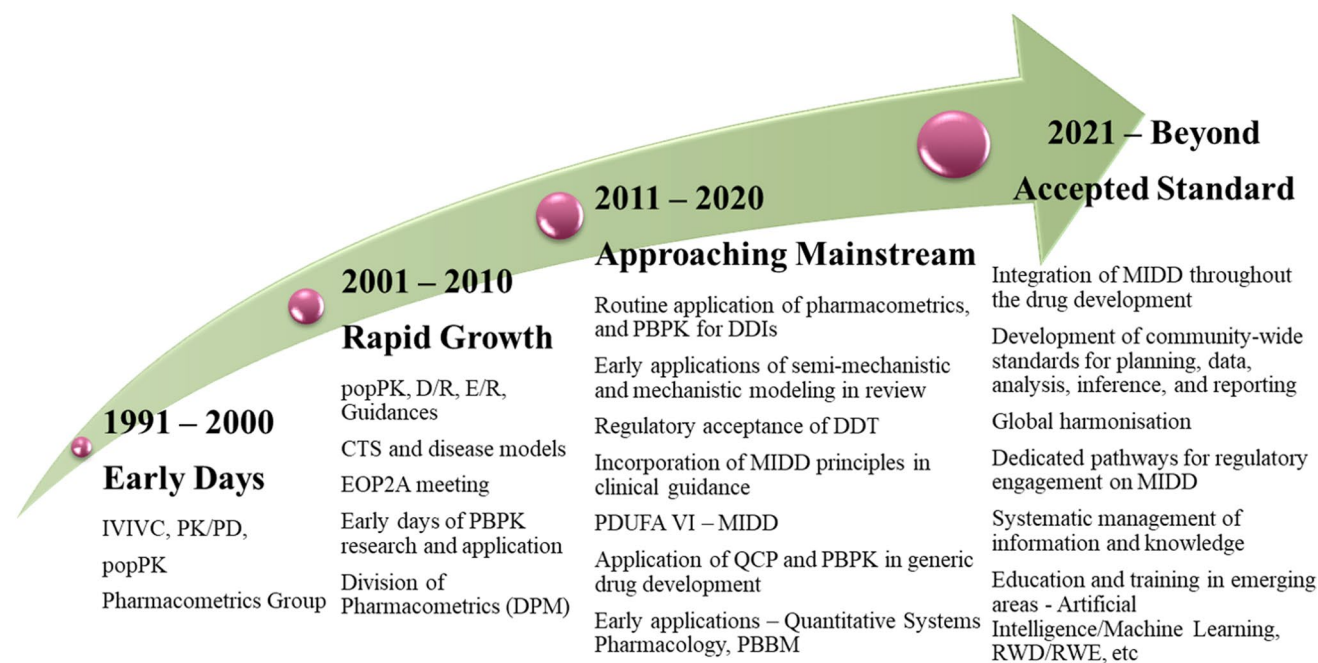 1991 – 2000
Early Days
IVIVC, PK/PD,
popPK
Pharmacometrics Group
2001 – 2010
Rapid Growth
popPK, D/R, E/R,
Guidances
CTS and disease models
EOP2A meeting
Early days of PBPK
research and application
Division of
Pharmacometrics (DPM)
2011 – 2020
Approaching Mainstream
Routine application of pharmacometrics,
and PBPK for DDIs
Early applications of semi-mechanistic
and mechanistic modeling in review
Regulatory acceptance of DDT
Incorporation of MIDD principles in
clinical guidance
PDUFA VI – MIDD
Application of QCP and PBPK in generic
drug development
Early applications – Quantitative Systems
Pharmacology, PBBM
2021 – Beyond
Accepted Standard
Integration of MIDD throughout
the drug development
Development of community-wide
standards for planning, data,
analysis, inference, and reporting
Global harmonisation
Dedicated pathways for regulatory
engagement on MIDD
Systematic management of
information and knowledge
Education and training in emerging
areas - Artificial
Intelligence/Machine Learning,
RWD/RWE, etc